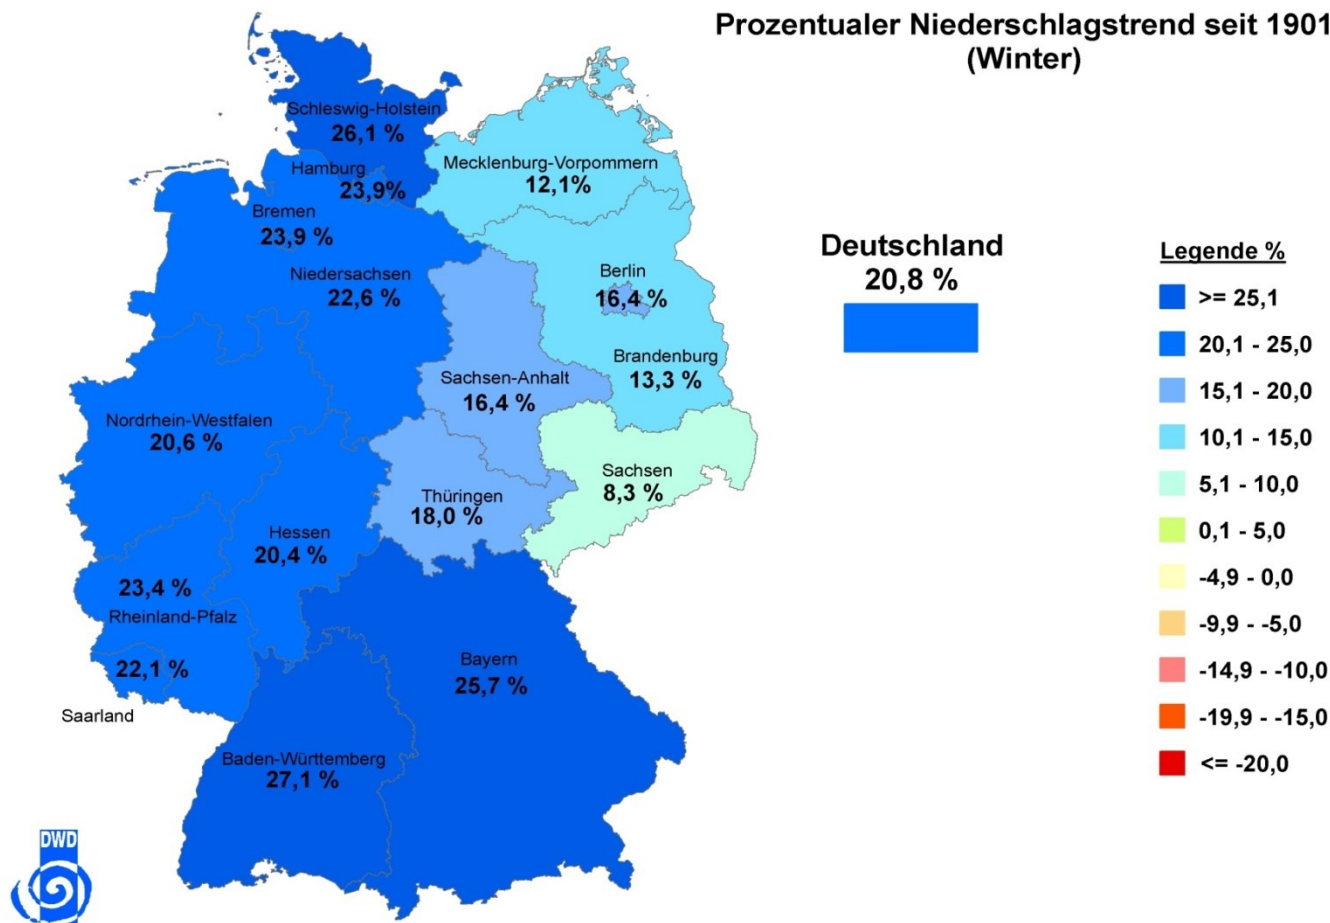 Prozentualer Niederschlagstrend seit 1901
(Winter)
Schleswig-Holstein
26,1 %
Hamburg
23,9%
Mecklenburg-Vorpommern
12,1%
Bremen
23,9 %
Niedersachsen
22,6 %
Berlin
16,4 %
Brandenburg
13,3 %
Sachsen-Anhalt
16,4 %
Nordrhein-Westfalen
20,6 %
Sachsen
8,3 %
Thüringen
18,0 %
Hessen
20,4 %
23,4 %
Rheinland-Pfalz
22,1 %
Saarland
Bayern
25,7 %
Baden-Württemberg
27,1 %
Deutschland
20,8 %
Legende %
>= 25,1
20,1 - 25,0
15,1 - 20,0
10,1 - 15,0
5,1 - 10,0
0,1 - 5,0
-4,9 - 0,0
-9,9 - -5,0
-14,9 - -10,0
-19,9 - -15,0
<= -20,0
DWD